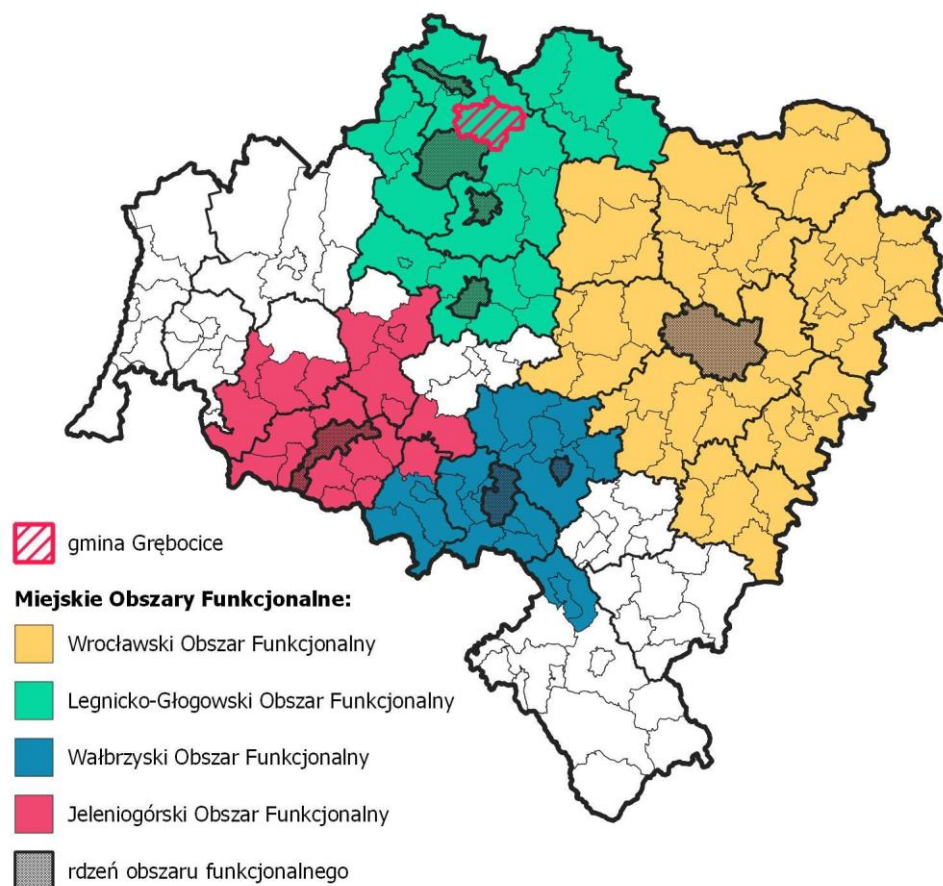 gmina Grębocice
Miejskie Obszary Funkcjonalne:
Wrocławski Obszar Funkcjonalny
Legnicko-Głogowski Obszar Funkcjonalny
Wałbrzyski Obszar Funkcjonalny
Jeleniogórski Obszar Funkcjonalny
rdzeń obszaru funkcjonalnego